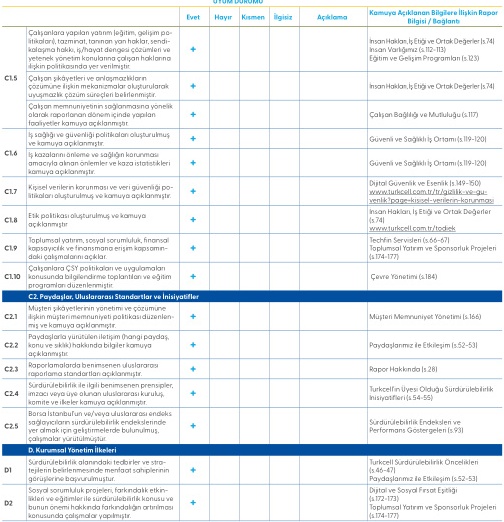 UYUM DURUMU
Evet Hayır Kısmen İlgisiz Açıklama Kamuya Açıklanan Bilgilere İlişkin Rapor
Bilgisi / Bağlantı
C1.5
Çalışanlara yapılan yatırım (eğitim, gelişim po-
litikaları), tazminat, tanınan yan haklar, sendi-
kalaşma hakkı, iş/hayat dengesi çözümleri ve
yetenek yönetim konularına çalışan haklarına
ilişkin politikasında yer verilmiştir.
+
İnsan Hakları, İş Etiği ve Ortak Değerler (s.74)
İnsan Varlığımız (s.112-113)
Eğitim ve Gelişim Programları (s.123)
Çalışan şikâyetleri ve anlaşmazlıkların
çözümüne ilişkin mekanizmalar oluşturularak
uyuşmazlık çözüm süreçleri belirlenmiştir.
+
İnsan Hakları, İş Etiği ve Ortak Değerler (s.74)
Çalışan memnuniyetinin sağlanmasına yönelik
olarak raporlanan dönem içinde yapılan
faaliyetler kamuya açıklanmıştır.
+
Çalışan Bağlılığı ve Mutluluğu (s.117)
C1.6
İş sağlığı ve güvenliği politikaları oluşturulmuş
ve kamuya açıklanmıştır.
+
Güvenli ve Sağlıklı İş Ortamı (s.119-120)
İş kazalarını önleme ve sağlığın korunması
amacıyla alınan önlemler ve kaza istatistikleri
kamuya açıklanmıştır.
+
Güvenli ve Sağlıklı İş Ortamı (s.119-120)
C1.7
Kişisel verilerin korunması ve veri güvenliği po-
litikaları oluşturulmuş ve kamuya açıklanmıştır.
+
Dijital Güvenlik ve Esenlik (s.149-150)
www.turkcell.com.tr/tr/gizlilik-ve-gu-
venlik?page=kisisel-verilerin-korunmasi
C1.8
Etik politikası oluşturulmuş ve kamuya
açıklanmıştır
+
İnsan Hakları, İş Etiği ve Ortak Değerler
(s.74)
www.turkcell.com.tr/todiek
C1.9
Toplumsal yatırım, sosyal sorumluluk, finansal
kapsayıcılık ve finansmana erişim kapsamın-
daki çalışmalarını açıklar.
+
Techfin Servisleri (s.66-67)
Toplumsal Yatırım ve Sponsorluk Projeleri
(s.174-177)
C1.10
Çalışanlara ÇSY politikaları ve uygulamaları
konusunda bilgilendirme toplantıları ve eğitim
programları düzenlenmiştir.
+
Çevre Yönetimi (s.184)
C2. Paydaşlar, Uluslararası Standartlar ve İnisiyatifler
C2.1
Müşteri şikâyetlerinin yönetimi ve çözümüne
ilişkin müşteri memnuniyeti politikası düzenlen-
miş ve kamuya açıklanmıştır.
+
Müşteri Memnuniyet Yönetimi (s.166)
C2.2
Paydaşlarla yürütülen iletişim (hangi paydaş,
konu ve sıklık) hakkında bilgiler kamuya
açıklanmıştır.
+
Paydaşlarımız ile Etkileşim (s.52-53)
C2.3
Raporlamalarda benimsenen uluslararası
raporlama standartları açıklanmıştır.
+
Rapor Hakkında (s.28)
C2.4
Sürdürülebilirlik ile ilgili benimsenen prensipler,
imzacı veya üye olunan uluslararası kuruluş,
komite ve ilkeler kamuya açıklanmıştır.
+
Turkcell'in Üyesi Olduğu Sürdürülebilirlik
İnisiyatifleri (s.54-55)
C2.5
Borsa İstanbul'un ve/veya uluslararası endeks
sağlayıcıların sürdürülebilirlik endekslerinde
yer almak için geliştirmelerde bulunulmuş,
çalışmalar yürütülmüştür.
+
Sürdürülebilirlik Endeksleri ve
Performans Göstergeleri (s.93)
D. Kurumsal Yönetim İlkeleri
D1
Sürdürülebilirlik alanındaki tedbirler ve stra-
tejilerin belirlenmesinde menfaat sahiplerinin
görüşlerine başvurulmuştur.
+
Turkcell Sürdürülebilirlik Öncelikleri
(s.46-47)
Paydaşlarımız ile Etkileşim (s.52-53)
D2
Sosyal sorumluluk projeleri, farkındalık etkin-
likleri ve eğitimler ile sürdürülebilirlik konusu ve
bunun önemi hakkında farkındalığın artırılması
konusunda çalışmalar yapılmıştır.
+
Dijital ve Sosyal Fırsat Eşitliği
(s.172-173)
Toplumsal Yatırım ve Sponsorluk Projeleri
(s.174-177)